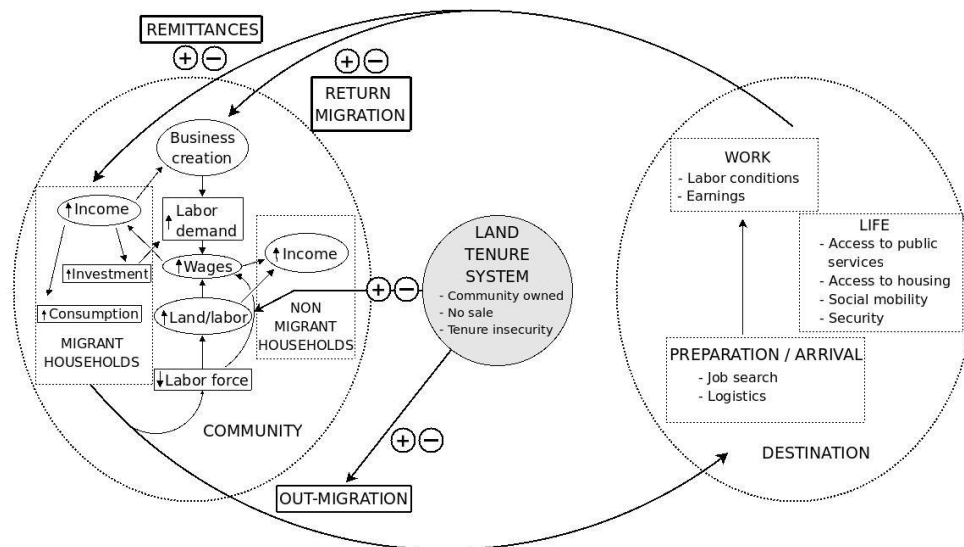 REMITTANCES
+ −
+ −
RETURN
MIGRATION
Business
creation
↑Income
↑ Labor
demand
↑Investment
↑Wages
↑Income
↑Consumption
↑Land/labor
MIGRANT
HOUSEHOLDS
NON
MIGRANT
HOUSEHOLDS
↓ Labor force
COMMUNITY
LAND
TENURE
SYSTEM
- Community owned
- No sale
- Tenure insecurity
+ −
+ −
OUT-MIGRATION
WORK
- Labor conditions
- Earnings
LIFE
- Access to public
services
- Access to housing
- Social mobility
- Security
PREPARATION / ARRIVAL
- Job search
- Logistics
DESTINATION